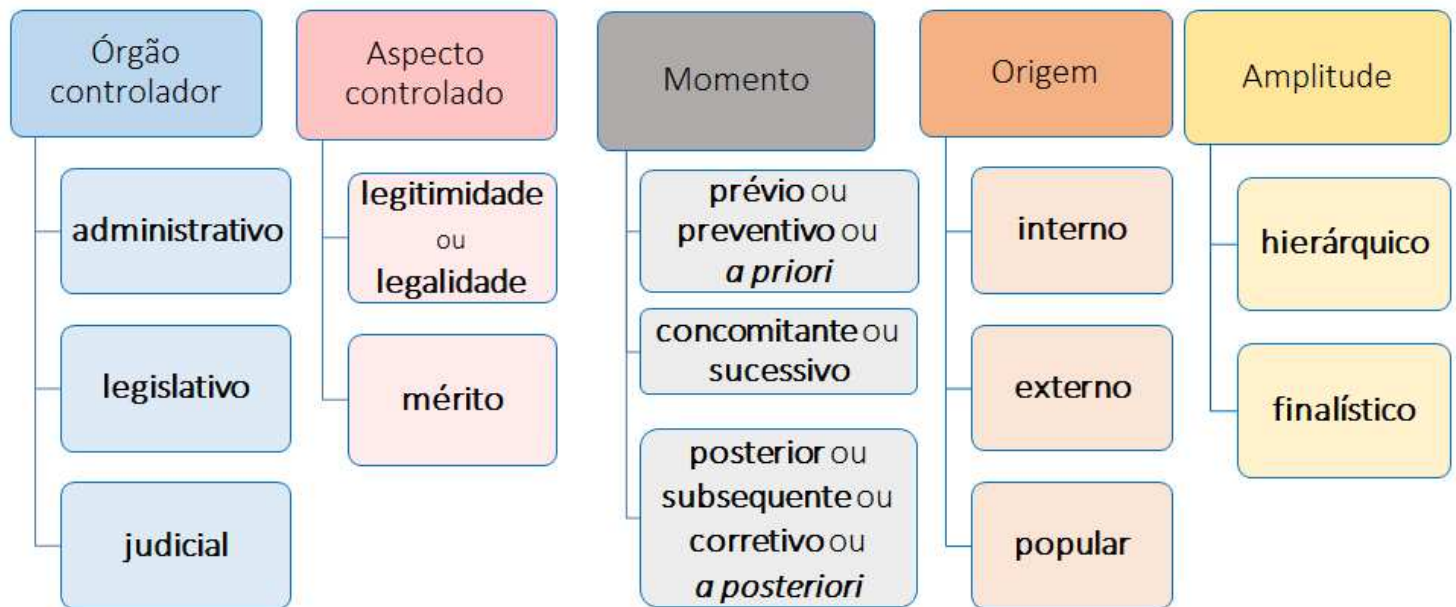 Órgão
controlador
administrativo
legislativo
judicial
Aspecto
controlado
legitimidade
ou
legalidade
mérito
Momento
prévio ou
preventivo ou
a priori
concomitante ou
sucessivo
posterior ou
subsequente ou
corretivo ou
a posteriori
Origem
interno
externo
popular
Amplitude
hierárquico
finalístico